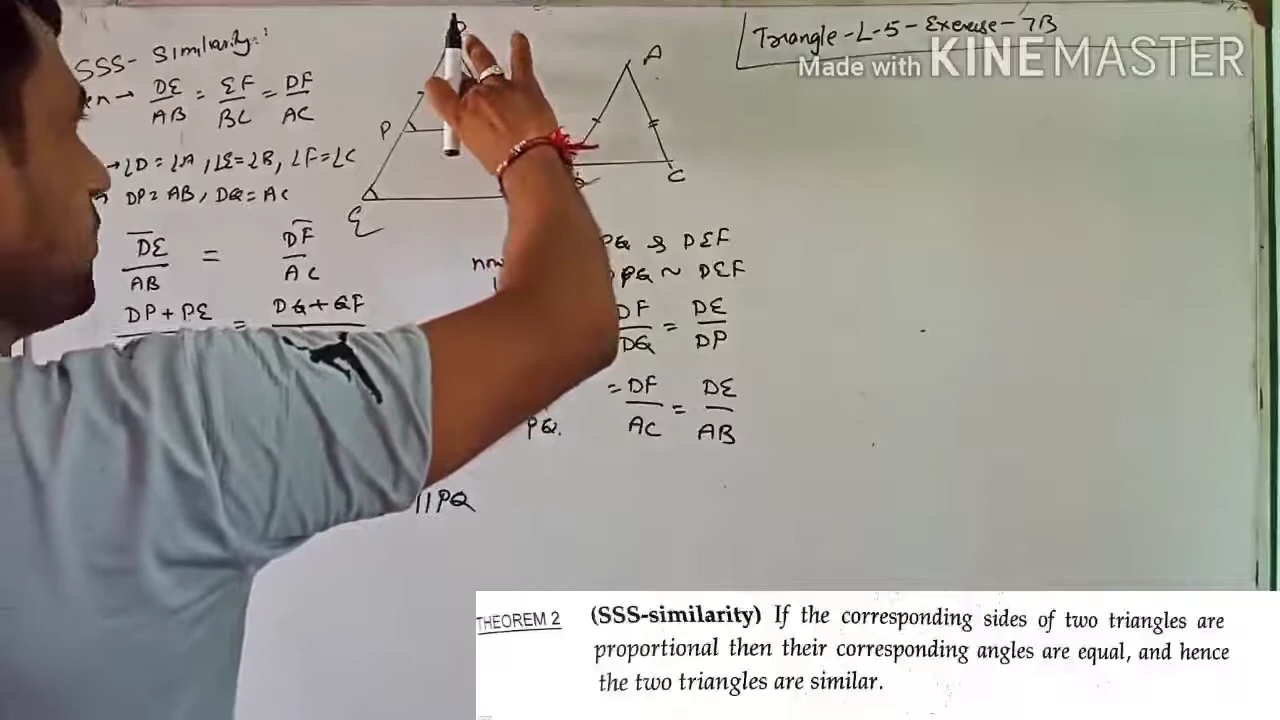 Triangle-L-5-Exercise-7B
Made with KINEMASTER
SSS- Similarity:
en→ DE/AB = EF/BC = DF/AC
→∠D=∠A, ∠E=∠B, ∠F=∠C
DP=AB, DQ=AC
DE/AB = DF/AC
DP+PE = DQ+QF
P
E
A
C
PQ & DEF
DPQ ~ DEF
DF/DQ = DE/DP
=DF/AC = DE/AB
PQ.
||PQ
THEOREM 2 (SSS-similarity) If the corresponding sides of two triangles are
proportional then their corresponding angles are equal, and hence
the two triangles are similar.